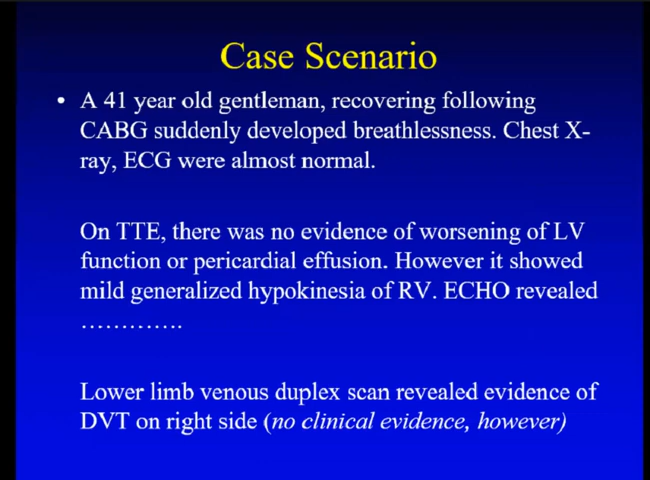 Case Scenario
• A 41 year old gentleman, recovering following
CABG suddenly developed breathlessness. Chest X-
ray, ECG were almost normal.
On TTE, there was no evidence of worsening of LV
function or pericardial effusion. However it showed
mild generalized hypokinesia of RV. ECHO revealed
………….
Lower limb venous duplex scan revealed evidence of
DVT on right side (no clinical evidence, however)